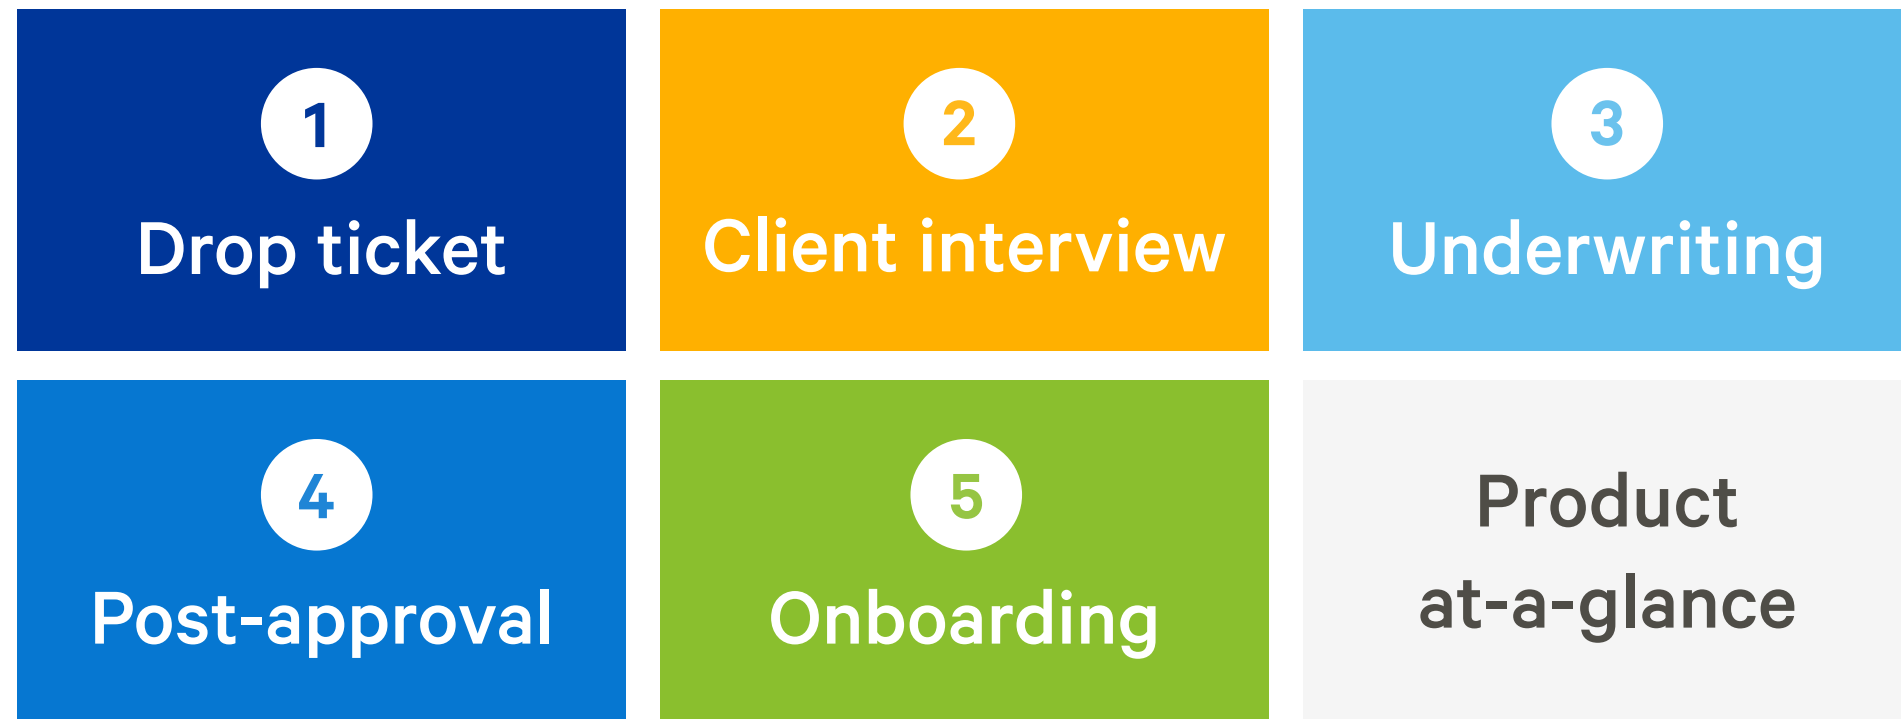 1
Drop ticket
2
Client interview
3
Underwriting
4
Post-approval
5
Onboarding
Product
at-a-glance